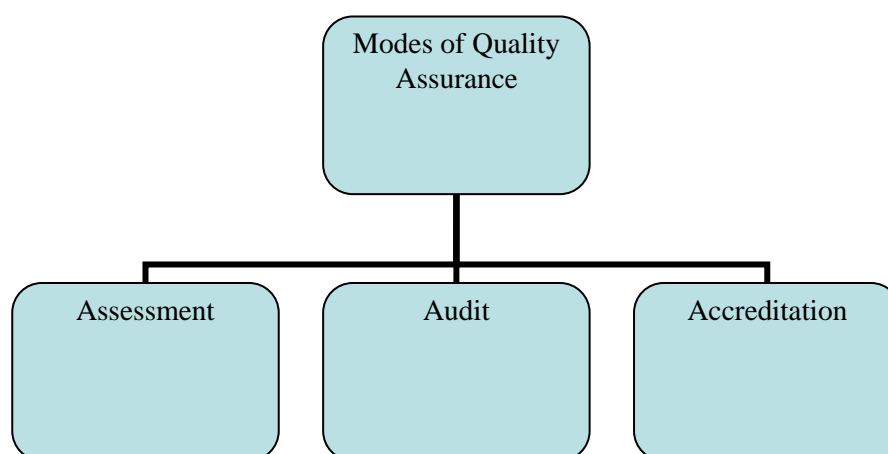 Modes of Quality
Assurance
Assessment
Audit
Accreditation